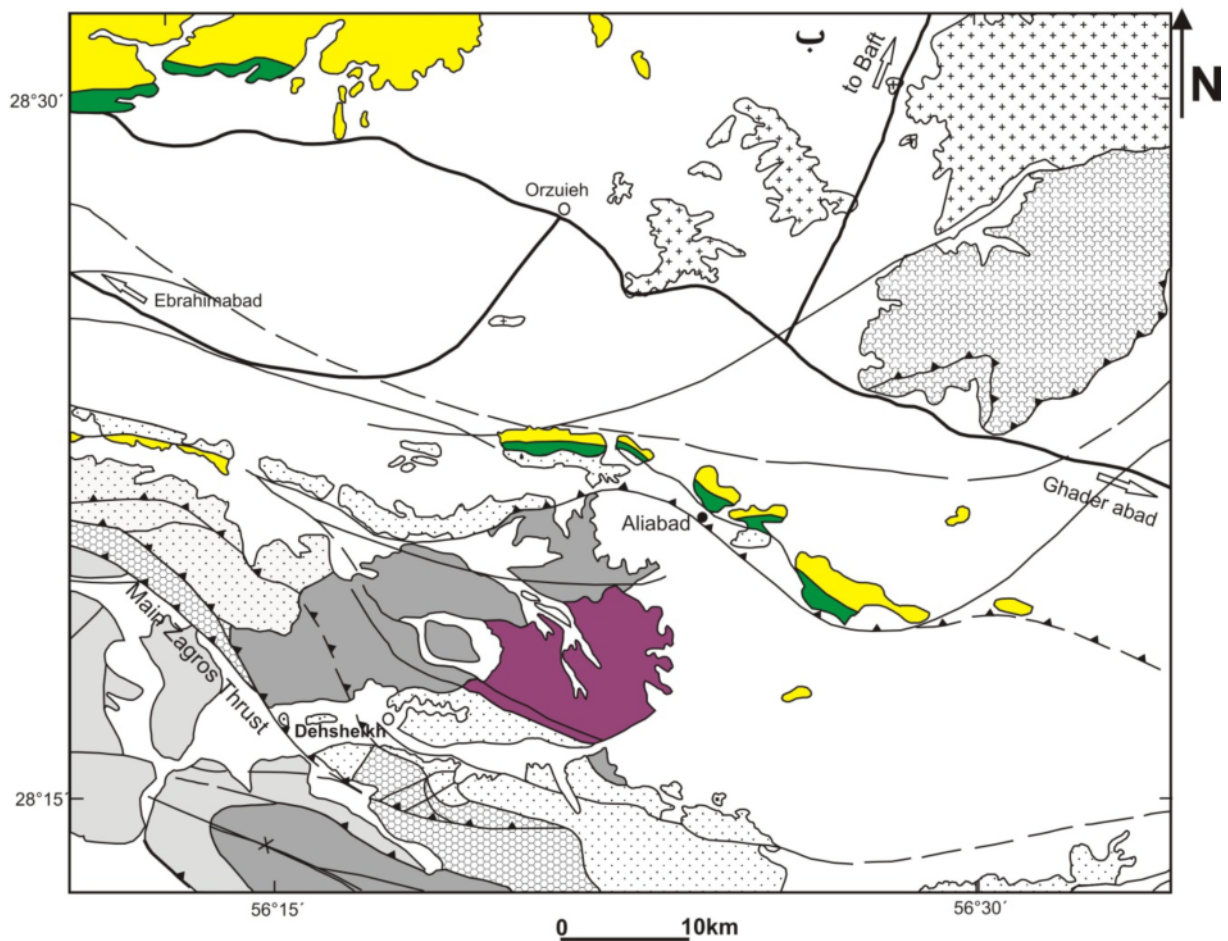 ب
to Baft
N
28°30´
Orzuieh
Ebrahimabad
Ghader abad
Aliabad
Main Zagros Thrust
Dehsheikh
28°15´
56°15´
56°30´
0 10km